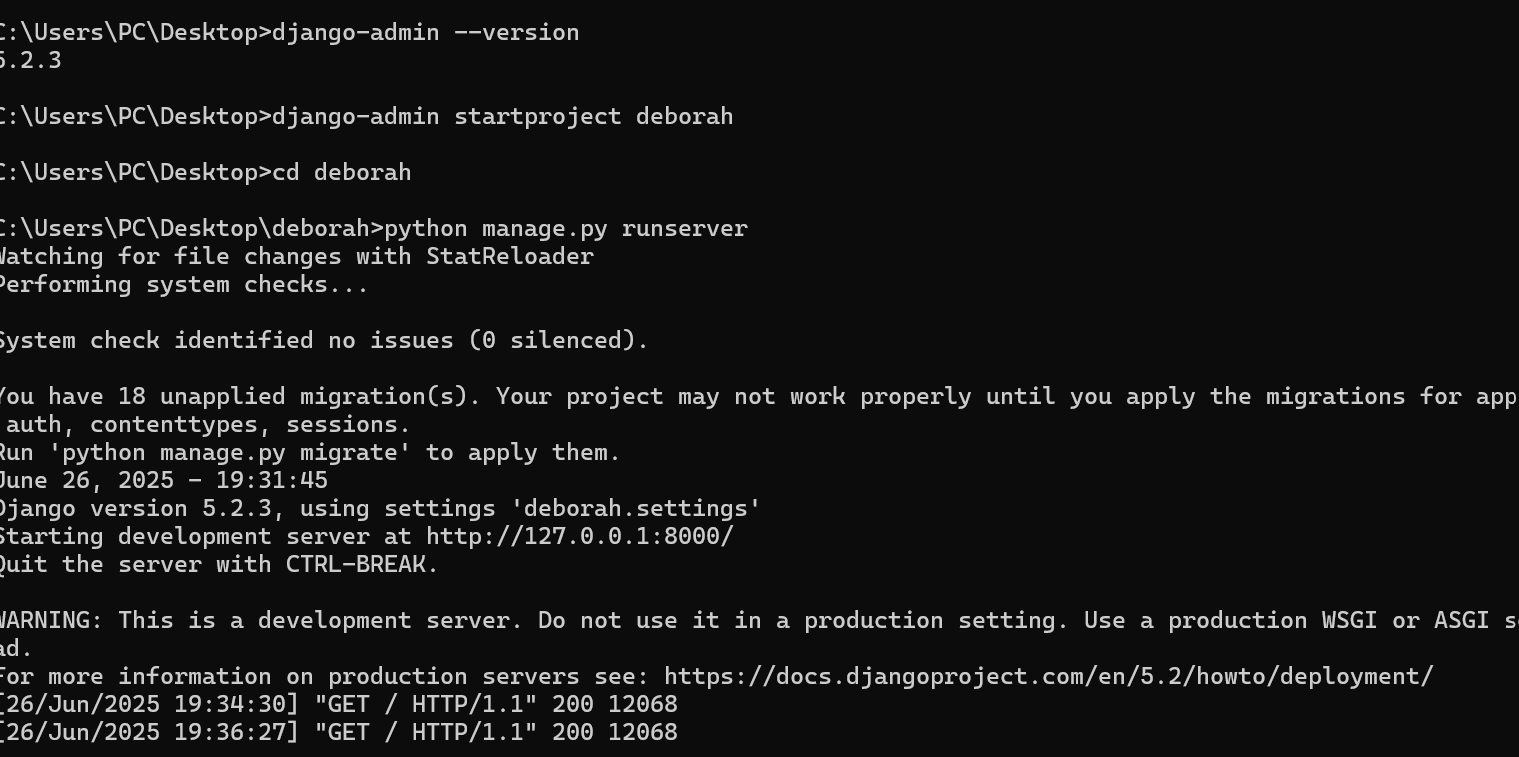 C:\Users\PC\Desktop>django-admin --version
5.2.3
C:\Users\PC\Desktop>django-admin startproject deborah
C:\Users\PC\Desktop>cd deborah
C:\Users\PC\Desktop\deborah>python manage.py runserver
Watching for file changes with StatReloader
Performing system checks...
System check identified no issues (0 silenced).
You have 18 unapplied migration(s). Your project may not work properly until you apply the migrations for app
auth, contenttypes, sessions.
Run 'python manage.py migrate' to apply them.
June 26, 2025 - 19:31:45
Django version 5.2.3, using settings 'deborah.settings'
Starting development server at http://127.0.0.1:8000/
Quit the server with CTRL-BREAK.
WARNING: This is a development server. Do not use it in a production setting. Use a production WSGI or ASGI
ad.
For more information on production servers see: https://docs.djangoproject.com/en/5.2/howto/deployment/
[26/Jun/2025 19:34:30] "GET / HTTP/1.1" 200 12068
[26/Jun/2025 19:36:27] "GET / HTTP/1.1" 200 12068